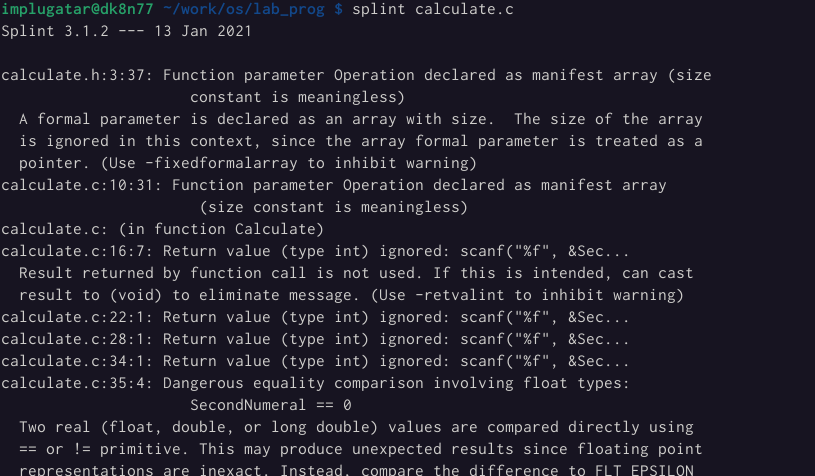 implugatar@dk8n77 ~/work/os/lab_prog $ splint calculate.c
Splint 3.1.2 --- 13 Jan 2021
calculate.h:3:37: Function parameter Operation declared as manifest array (size
constant is meaningless)
A formal parameter is declared as an array with size.  The size of the array
is ignored in this context, since the array formal parameter is treated as a
pointer. (Use -fixedformalarray to inhibit warning)
calculate.c:10:31: Function parameter Operation declared as manifest array
(size constant is meaningless)
calculate.c: (in function Calculate)
calculate.c:16:7: Return value (type int) ignored: scanf("%f", &Sec...
Result returned by function call is not used. If this is intended, can cast
result to (void) to eliminate message. (Use -retvalint to inhibit warning)
calculate.c:22:1: Return value (type int) ignored: scanf("%f", &Sec...
calculate.c:28:1: Return value (type int) ignored: scanf("%f", &Sec...
calculate.c:34:1: Return value (type int) ignored: scanf("%f", &Sec...
calculate.c:35:4: Dangerous equality comparison involving float types:
SecondNumeral == 0
Two real (float, double, or long double) values are compared directly using
== or != primitive. This may produce unexpected results since floating point
representations are inexact. Instead, compare the difference to FLT_EPSILON